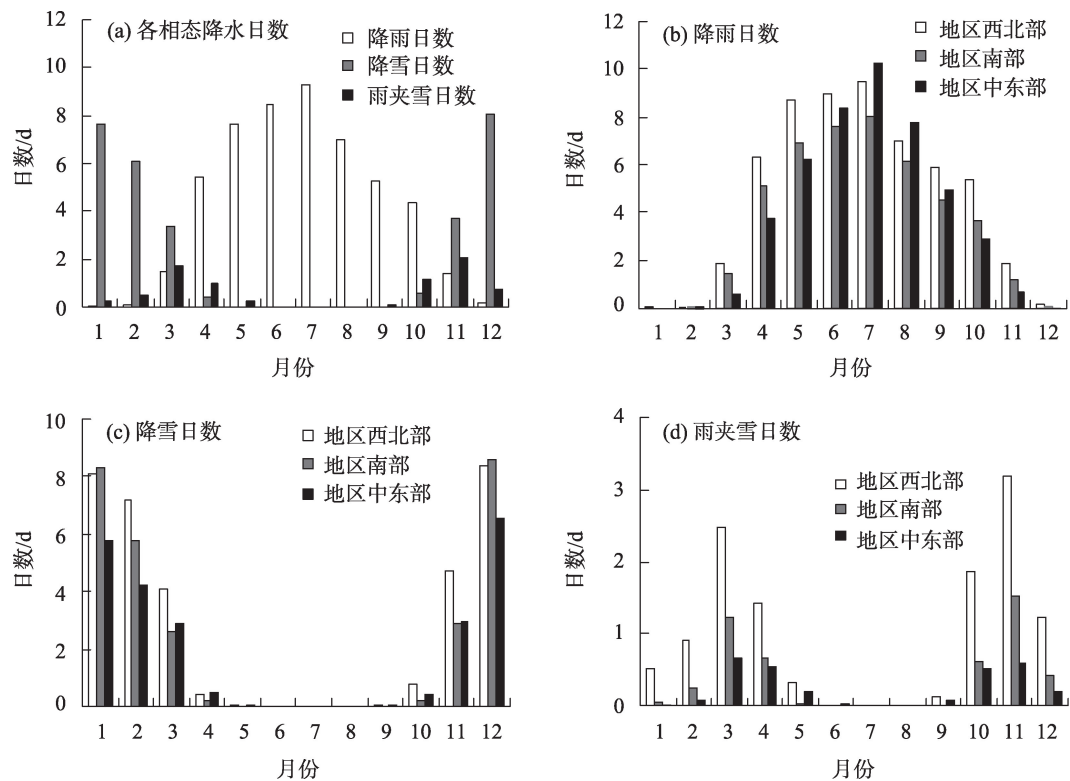 (a) 各相态降水日数
降雨日数
降雪日数
雨夹雪日数
日数/d
12
10
8
6
4
2
0
1 2 3 4 5 6 7 8 9 10 11 12
月份
(b) 降雨日数
地区西北部
地区南部
地区中东部
日数/d
12
10
8
6
4
2
0
1 2 3 4 5 6 7 8 9 10 11 12
月份
(c) 降雪日数
地区西北部
地区南部
地区中东部
日数/d
10
8
6
4
2
0
1 2 3 4 5 6 7 8 9 10 11 12
月份
(d) 雨夹雪日数
地区西北部
地区南部
地区中东部
日数/d
4
3
2
1
0
1 2 3 4 5 6 7 8 9 10 11 12
月份